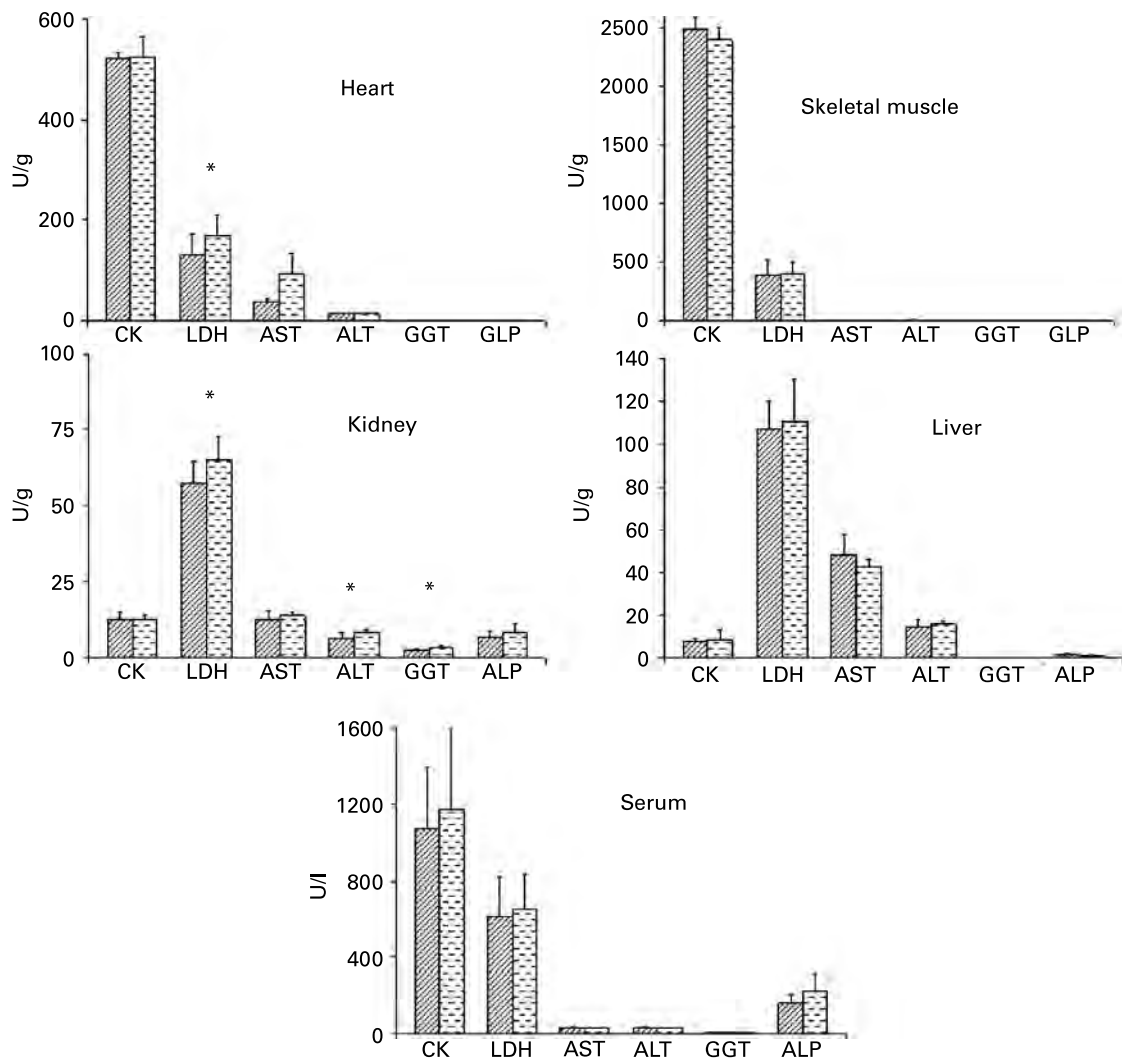 Heart
U/g
600
400
200
0
*
CK LDH AST ALT GGT GLP
Skeletal muscle
U/g
2500
2000
1500
1000
500
0
CK LDH AST ALT GGT GLP
Kidney
U/g
100
75
50
25
0
*
* *
CK LDH AST ALT GGT ALP
Liver
U/g
140
120
100
80
60
40
20
0
CK LDH AST ALT GGT ALP
Serum
U/l
1600
1200
800
400
0
CK LDH AST ALT GGT ALP